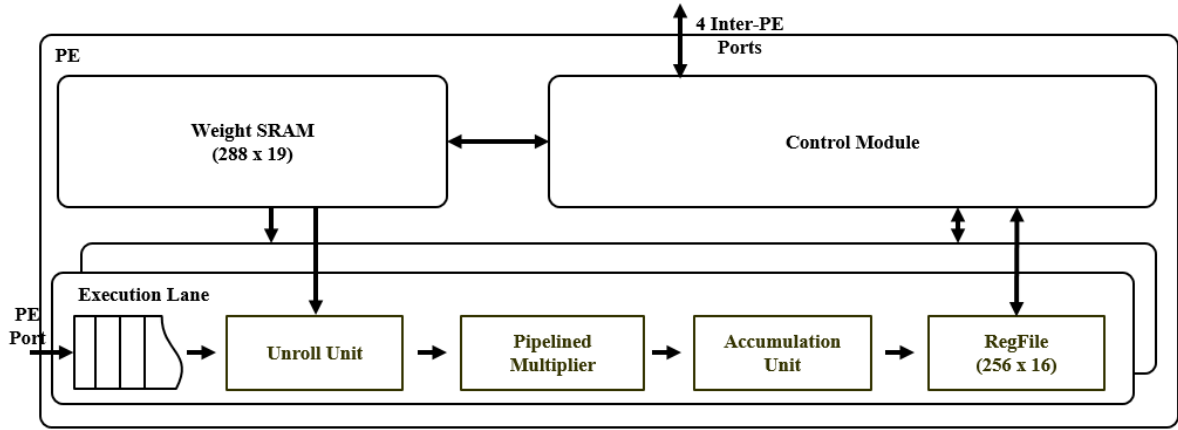 4 Inter-PE
Ports
PE
Weight SRAM
(288 x 19)
Control Module
Execution Lane
PE
Port
Unroll Unit
Pipelined
Multiplier
Accumulation
Unit
RegFile
(256 x 16)